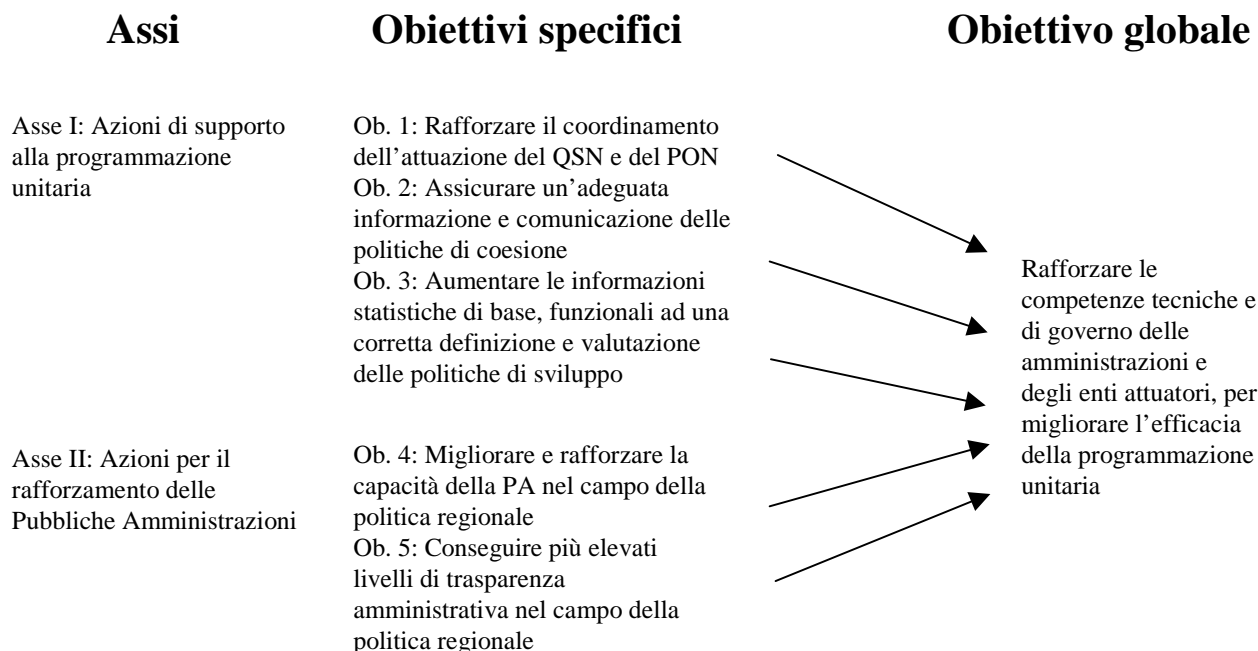 Assi
Obiettivi specifici
Obiettivo globale
Asse I: Azioni di supporto
alla programmazione
unitaria
Ob. 1: Rafforzare il coordinamento
dell’attuazione del QSN e del PON
Ob. 2: Assicurare un’adeguata
informazione e comunicazione delle
politiche di coesione
Ob. 3: Aumentare le informazioni
statistiche di base, funzionali ad una
corretta definizione e valutazione
delle politiche di sviluppo
Asse II: Azioni per il
rafforzamento delle
Pubbliche Amministrazioni
Ob. 4: Migliorare e rafforzare la
capacità della PA nel campo della
politica regionale
Ob. 5: Conseguire più elevati
livelli di trasparenza
amministrativa nel campo della
politica regionale
Rafforzare le
competenze tecniche e
di governo delle
amministrazioni e
degli enti attuatori, per
migliorare l’efficacia
della programmazione
unitaria